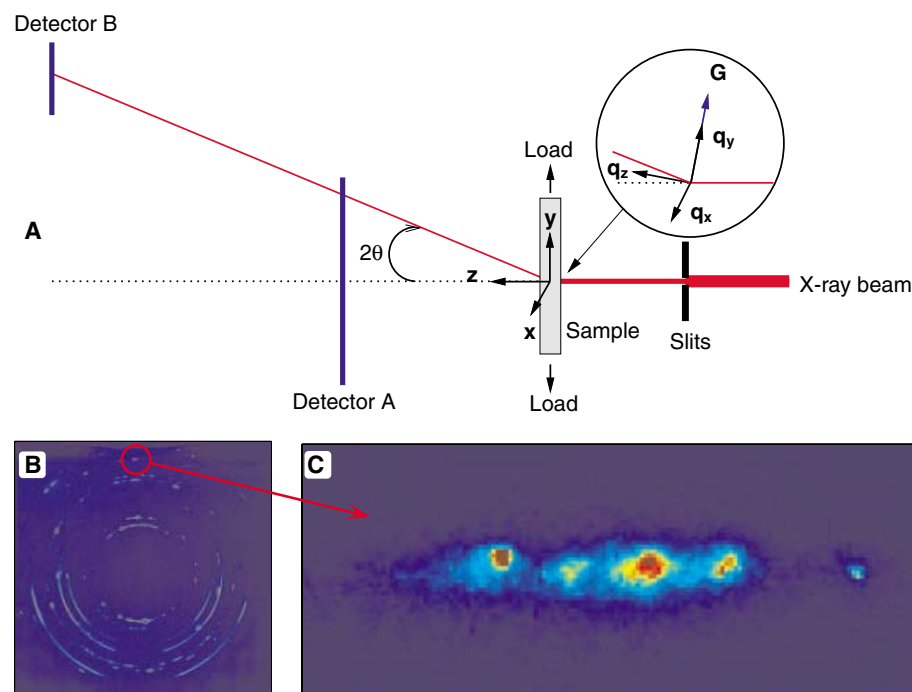 Detector B
G
q_y
Load
q_z
q_x
A
2θ
y
z
x
X-ray beam
Sample
Slits
Detector A
Load
B
C